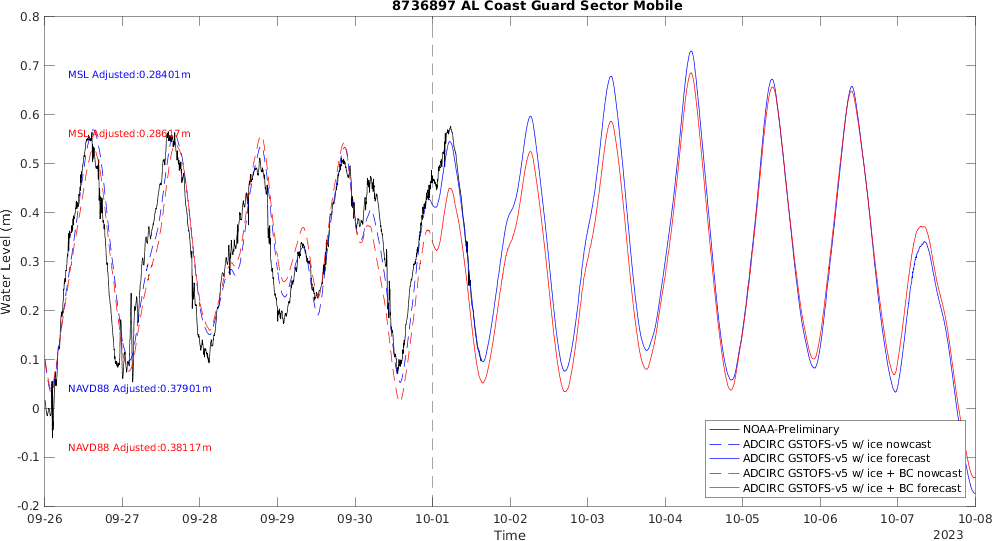 8736897 AL Coast Guard Sector Mobile
0.8
0.7
0.6
0.5
0.4
0.3
0.2
0.1
0
-0.1
-0.2
Water Level (m)
MSL Adjusted:0.28401m
MSL Adjusted:0.28617m
NAVD88 Adjusted:0.37901m
NAVD88 Adjusted:0.38117m
NOAA-Preliminary
ADCIRC GSTOFS-v5 w/ ice nowcast
ADCIRC GSTOFS-v5 w/ ice forecast
ADCIRC GSTOFS-v5 w/ ice + BC nowcast
ADCIRC GSTOFS-v5 w/ ice + BC forecast
09-26 09-27 09-28 09-29 09-30 10-01 10-02 10-03 10-04 10-05 10-06 10-07 10-08
Time
2023